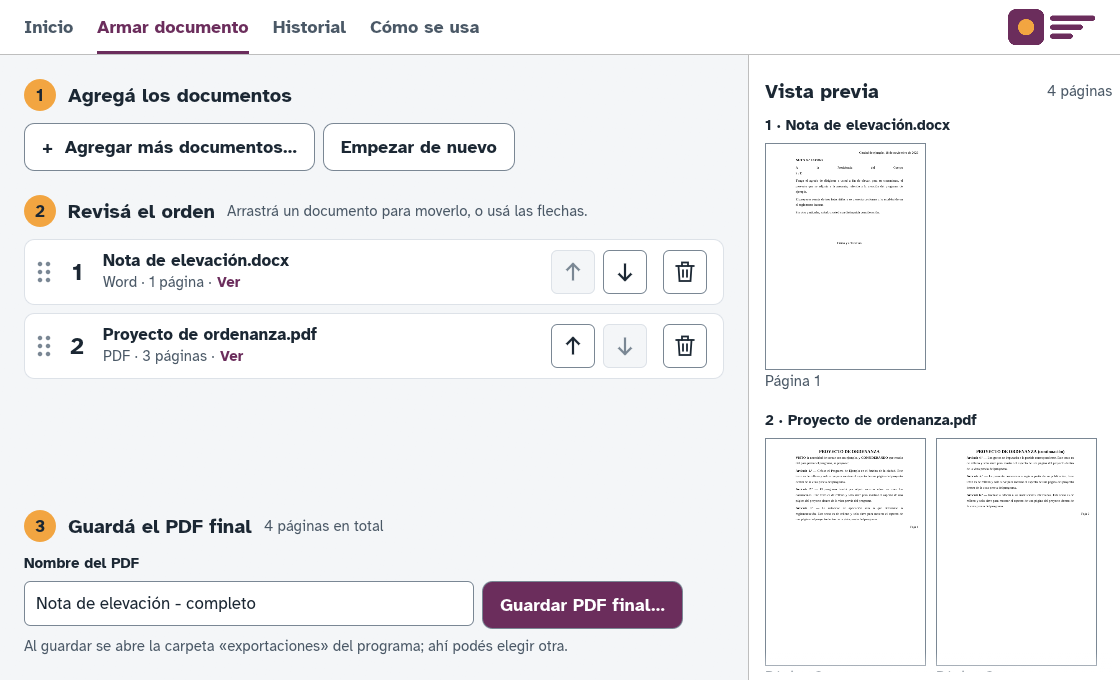 Inicio Armar documento Historial Cómo se usa
1 Agregá los documentos
+ Agregar más documentos... Empezar de nuevo
2 Revisá el orden Arrastrá un documento para moverlo, o usá las flechas.
1 Nota de elevación.docx
Word · 1 página · Ver
2 Proyecto de ordenanza.pdf
PDF · 3 páginas · Ver
3 Guardá el PDF final 4 páginas en total
Nombre del PDF
Nota de elevación - completo
Guardar PDF final...
Al guardar se abre la carpeta «exportaciones» del programa; ahí podés elegir otra.
Vista previa 4 páginas
1 · Nota de elevación.docx
Página 1
2 · Proyecto de ordenanza.pdf
PROYECTO DE ORDENANZA
PROYECTO DE ORDENANZA (continuación)